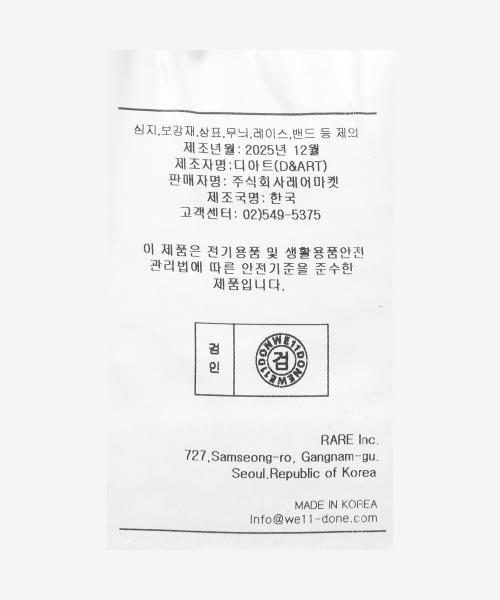 심지,보강재,상표,무늬,레이스,밴드 등 제외
제조년월: 2025년 12월
제조자명:디아트(D&ART)
판매자명: 주식회사레어마켓
제조국명: 한국
고객센터: 02)549-5375
이 제품은 전기용품 및 생활용품안전
관리법에 따른 안전기준을 준수한
제품입니다.
검
인
WE11DONWE11DONE
검
RARE Inc.
727,Samseong-ro, Gangnam-gu.
Seoul,Republic of Korea
MADE IN KOREA
Info@we11-done.com